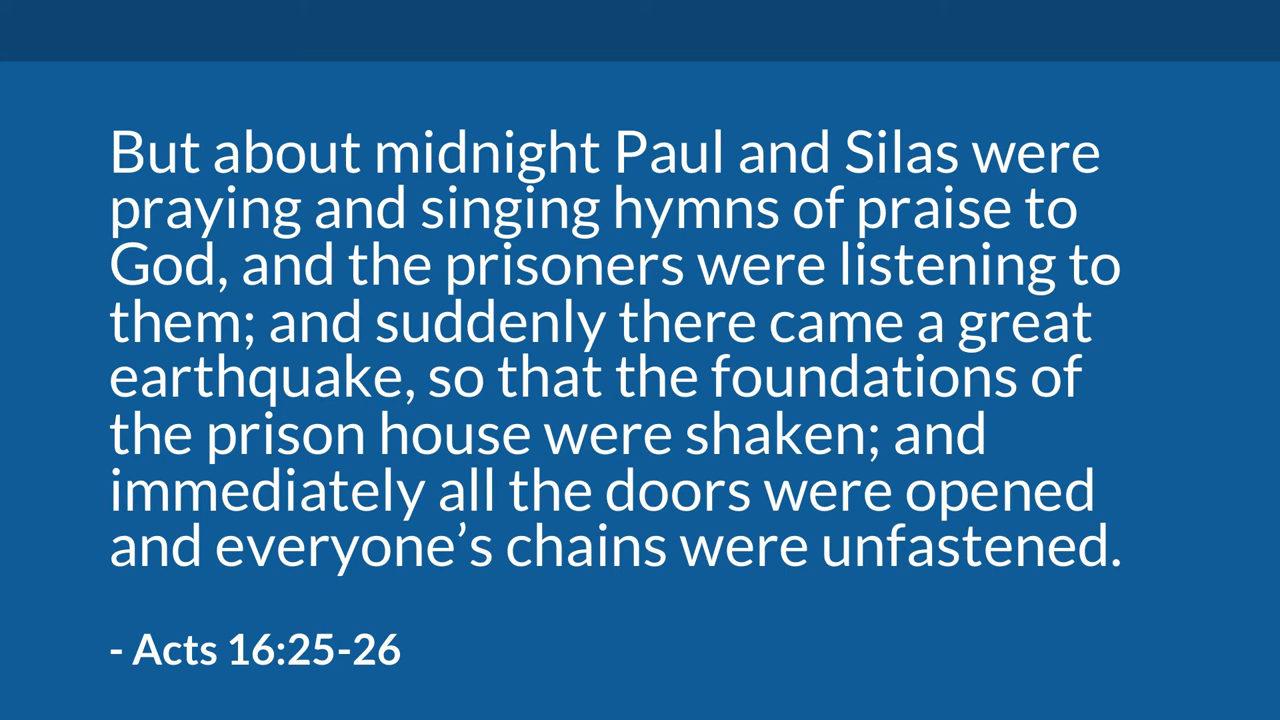 But about midnight Paul and Silas were
praying and singing hymns of praise to
God, and the prisoners were listening to
them; and suddenly there came a great
earthquake, so that the foundations of
the prison house were shaken; and
immediately all the doors were opened
and everyone’s chains were unfastened.
- Acts 16:25-26